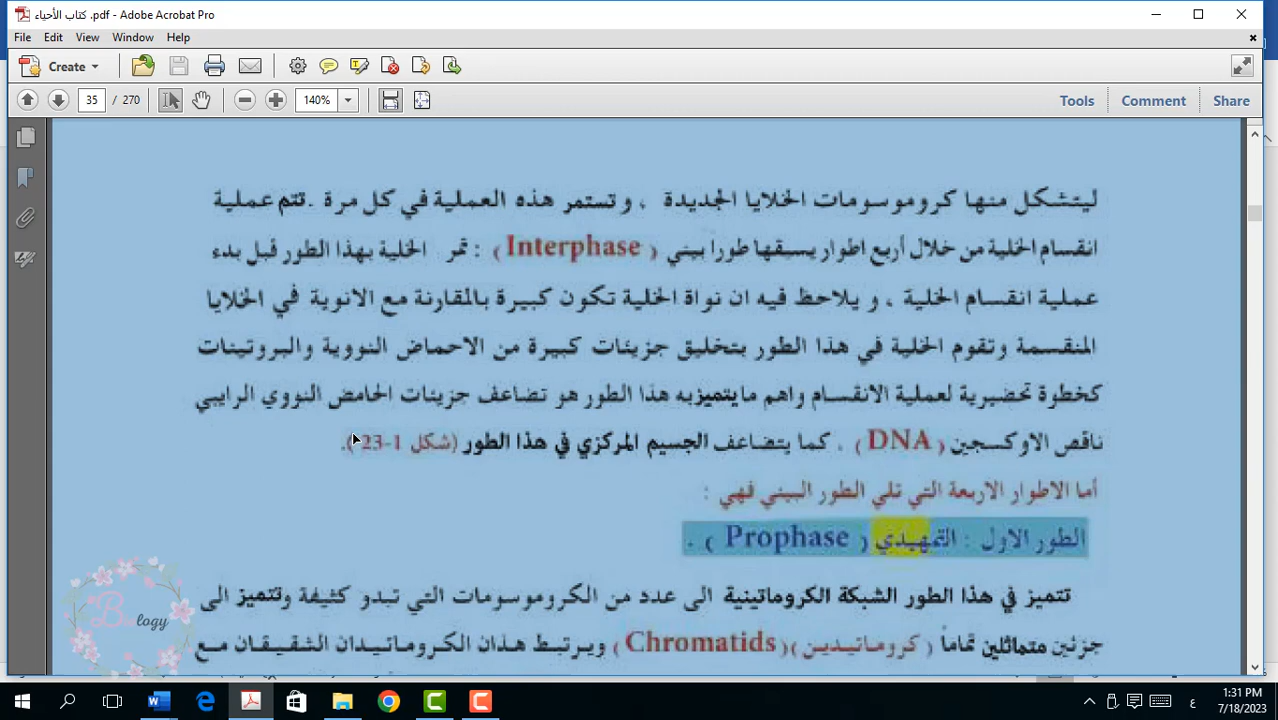 كتاب الأحياء .pdf - Adobe Acrobat Pro
File Edit View Window Help
Create
35 / 270 140% Tools Comment Share
ليتشكل منها كروموسومات الخلايا الجديدة ، وتستمر هذه العملية في كل مرة .تتم عملية
انقسام الخلية من خلال أربع اطوار يسبقها طورا بيني ( Interphase ) : تمر الخلية بهذا الطور قبل بدء
عملية انقسام الخلية ، و يلاحظ فيه ان نواة الخلية تكون كبيرة بالمقارنة مع الانوية في الخلايا
المنقسمة وتقوم الخلية في هذا الطور بتخليق جزيئات كبيرة من الاحماض النووية والبروتينات
كخطوة تحضيرية لعملية الانقسام واهم مايتميزبه هذا الطور هو تضاعف جزيئات الحامض النووي الرايبي
ناقص الاوكسجين ( DNA ) . كما يتضاعف الجسيم المركزي في هذا الطور (شكل 1-23).
أما الاطوار الاربعة التي تلي الطور البيني فهي :
الطور الاول : التمهيدي ( Prophase ) .
تتميز في هذا الطور الشبكة الكروماتينية الى عدد من الكروموسومات التي تبدو كثيفة وتتميز الى
جزئين متماثلين تماماً ( كروماتيدين )( Chromatids ) ويرتبط هذان الكروماتيدان الشقيقان مع
Biology
ع
1:31 PM
7/18/2023